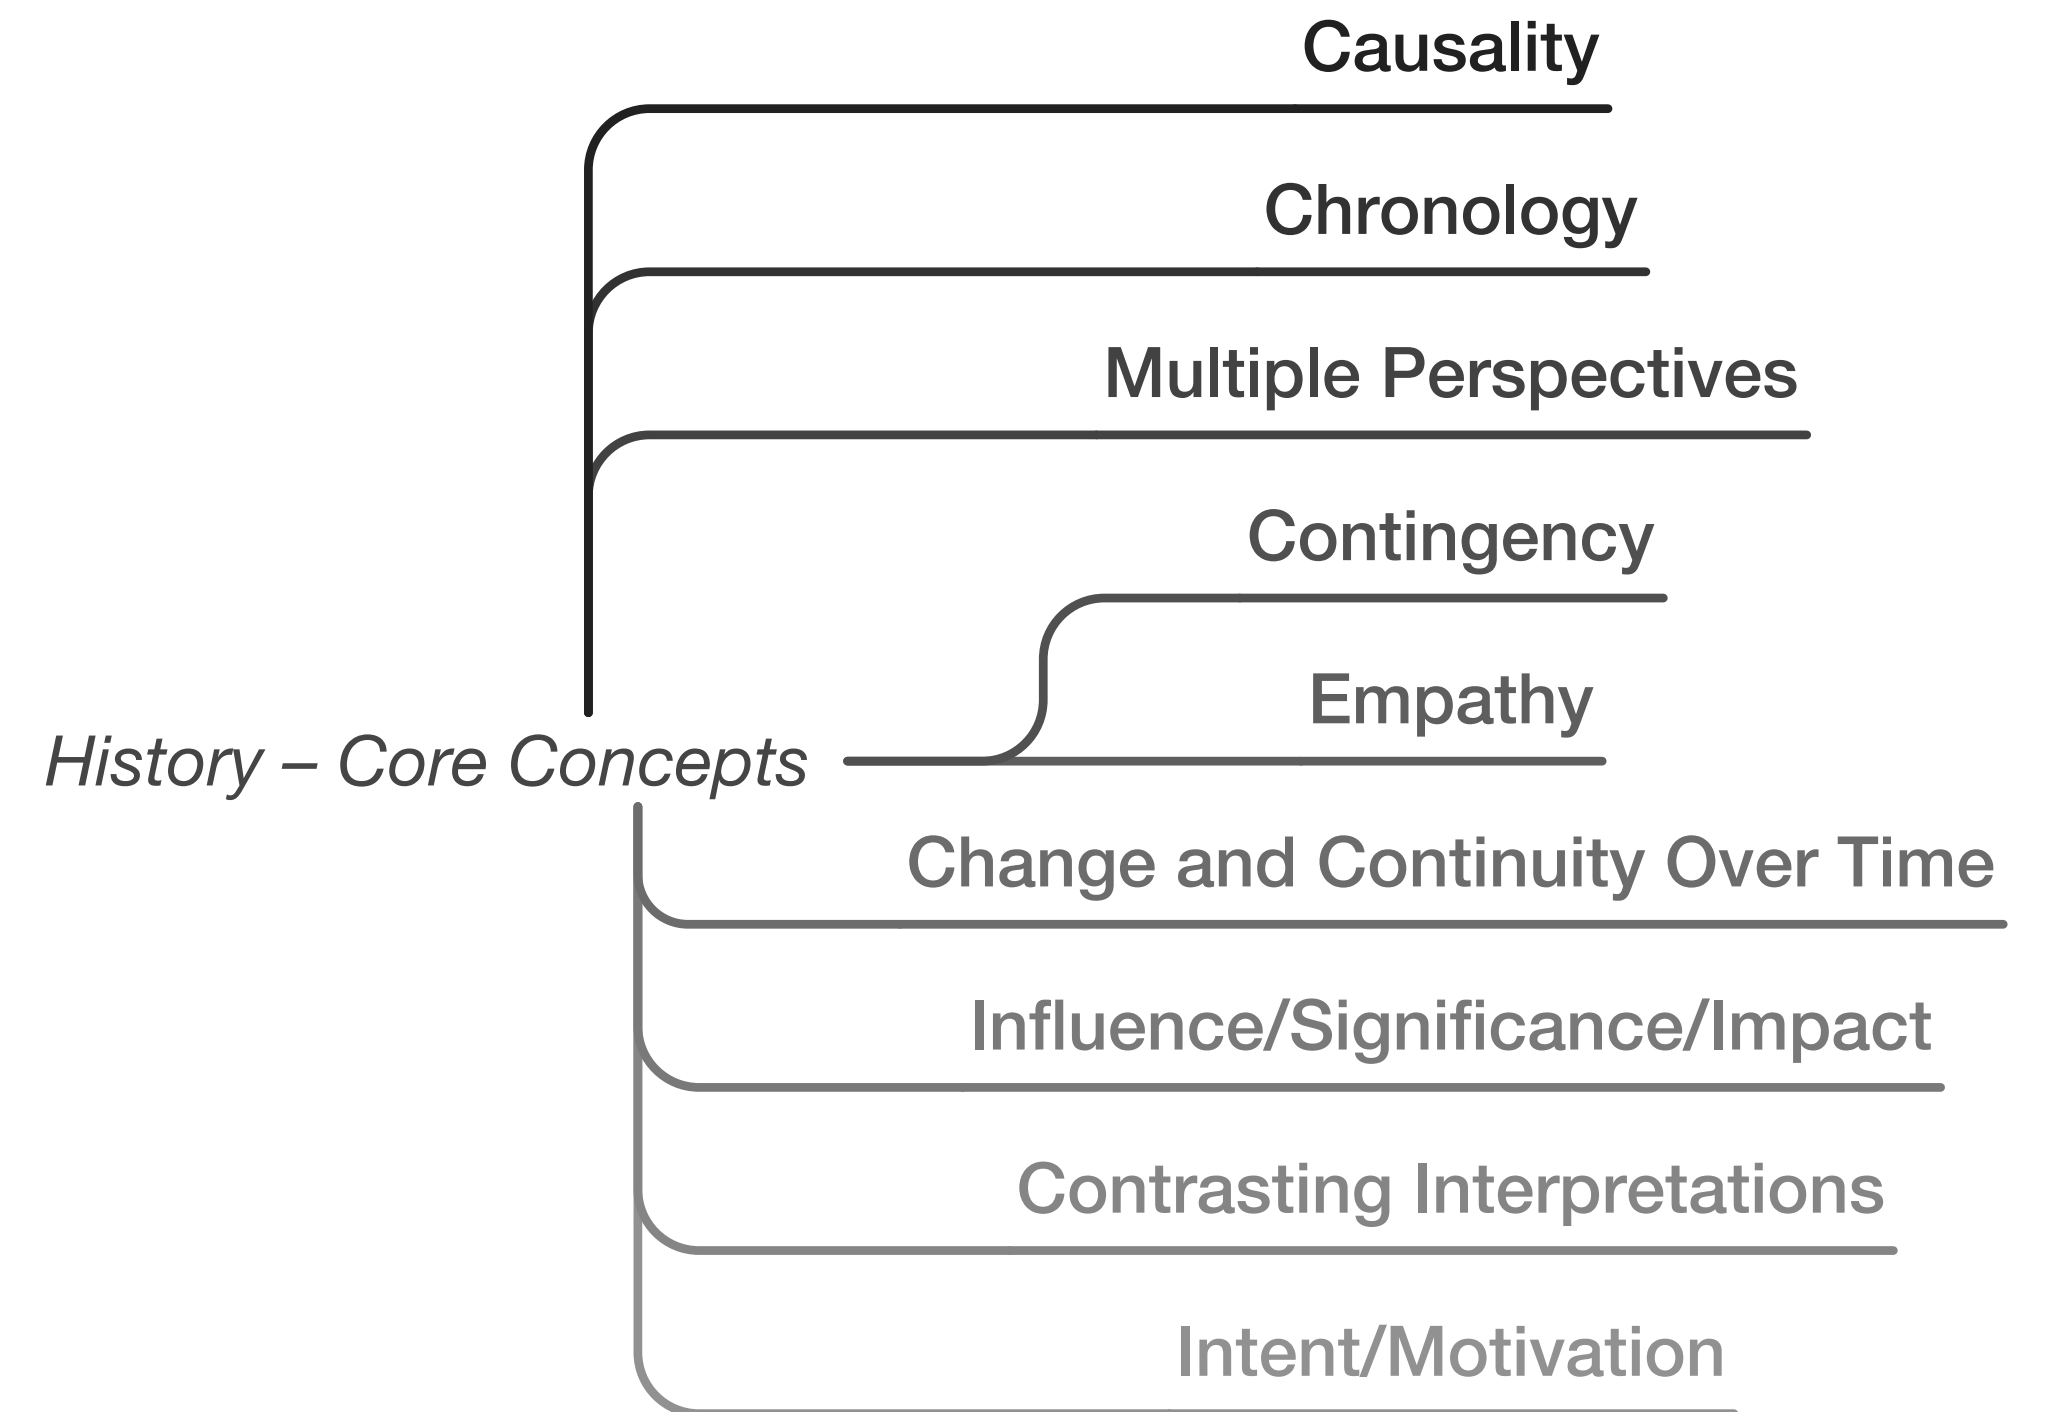 Causality
Chronology
Multiple Perspectives
Contingency
Empathy
History – Core Concepts
Change and Continuity Over Time
Influence/Significance/Impact
Contrasting Interpretations
Intent/Motivation